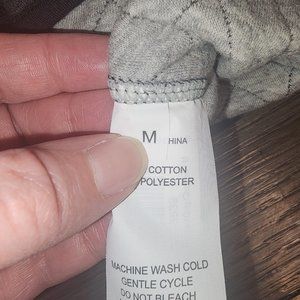 M HINA
COTTON
POLYESTER
MACHINE WASH COLD
GENTLE CYCLE
DO NOT BLEACH